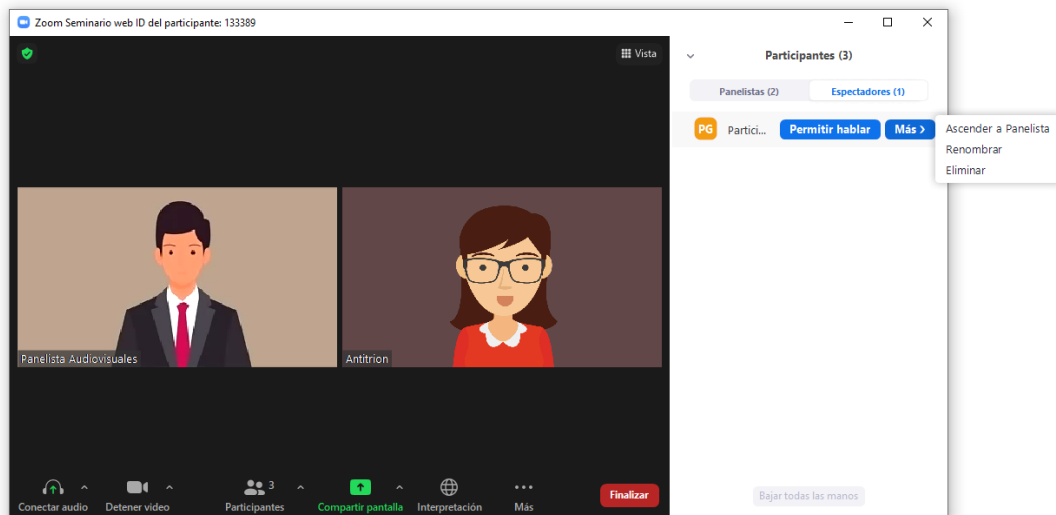 Zoom Seminario web ID del participante: 133389
Vista
Participantes (3)
Panelistas (2)
Espectadores (1)
PG
Partici...
Permitir hablar
Más >
Ascender a Panelista
Renombrar
Eliminar
Panelista Audiovisuales
Antitrion
Conectar audio
Detener video
3
Participantes
Compartir pantalla
Interpretación
Más
Finalizar
Bajar todas las manos